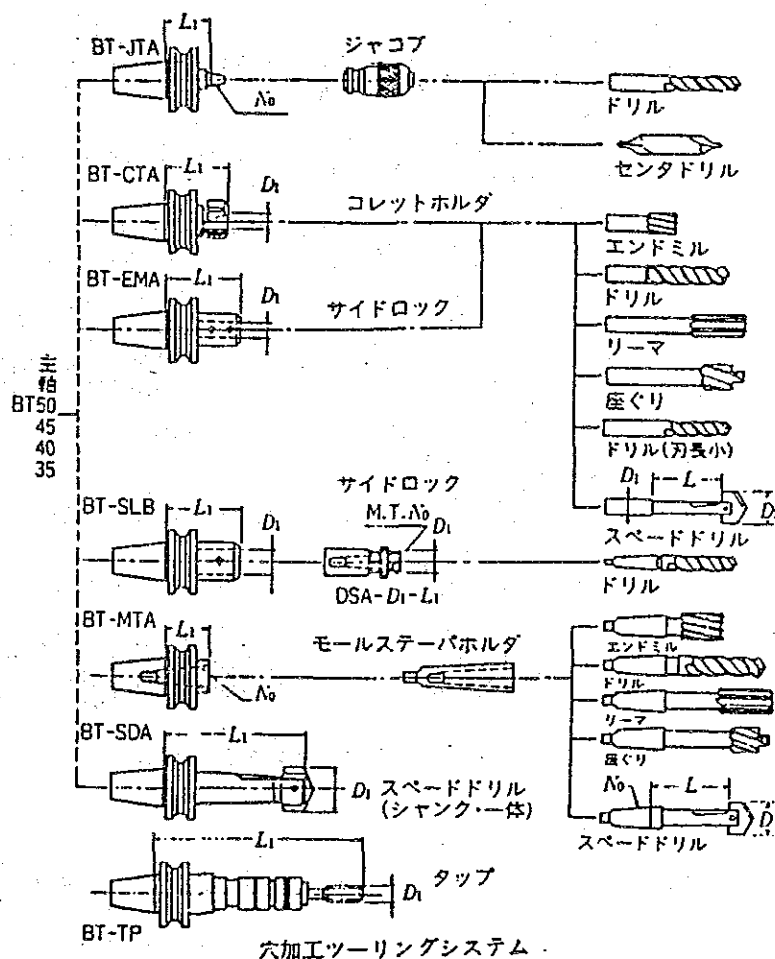 BT-JTA
L1
No
ジャコブ
ドリル
センタドリル
BT-CTA
L1
D1
コレットホルダ
エンドミル
ドリル
BT-EMA
L1
D1
サイドロック
リーマ
座ぐり
ドリル(刃長小)
主軸
BT50
45
40
35
D1
L
D
スペードドリル
BT-SLB
L1
D1
サイドロック
M.T.No
D1
DSA-D1-L1
ドリル
BT-MTA
L1
No
モールステーパホルダ
エンドミル
ドリル
リーマ
座ぐり
BT-SDA
L1
D1
スペードドリル
(シャンク・一体)
No
L
D
スペードドリル
L1
D1
タップ
BT-TP
穴加工ツーリングシステム